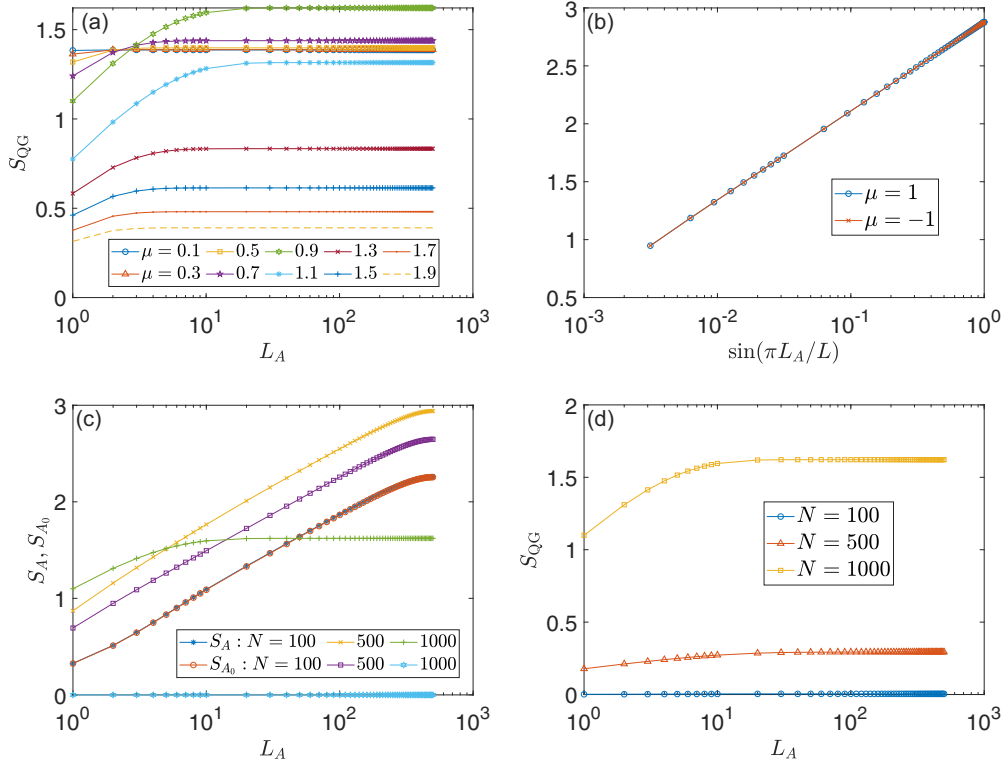 (a)
S_QG
1.5
1
0.5
0
μ = 0.1 0.5 0.9 1.3 1.7
μ = 0.3 0.7 1.1 1.5 1.9
10^0 10^1 10^2 10^3
L_A
(b)
3
2.5
2
1.5
1
0.5
μ = 1
μ = −1
10^-3 10^-2 10^-1 10^0
sin(πL_A/L)
(c)
S_A, S_{A_0}
3
2
1
0
S_A : N = 100 500 1000
S_{A_0} : N = 100 500 1000
10^0 10^1 10^2 10^3
L_A
(d)
S_QG
2
1.5
1
0.5
0
N = 100
N = 500
N = 1000
10^0 10^1 10^2 10^3
L_A